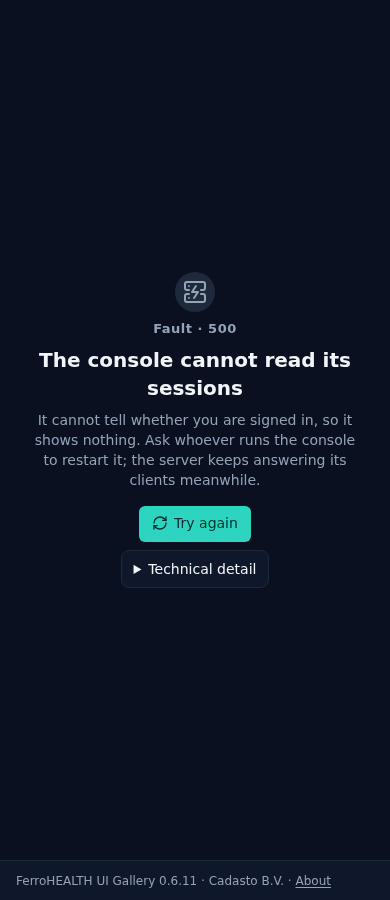 Fault · 500
The console cannot read its
sessions
It cannot tell whether you are signed in, so it
shows nothing. Ask whoever runs the console
to restart it; the server keeps answering its
clients meanwhile.
Try again
Technical detail
FerroHEALTH UI Gallery 0.6.11 · Cadasto B.V. · About